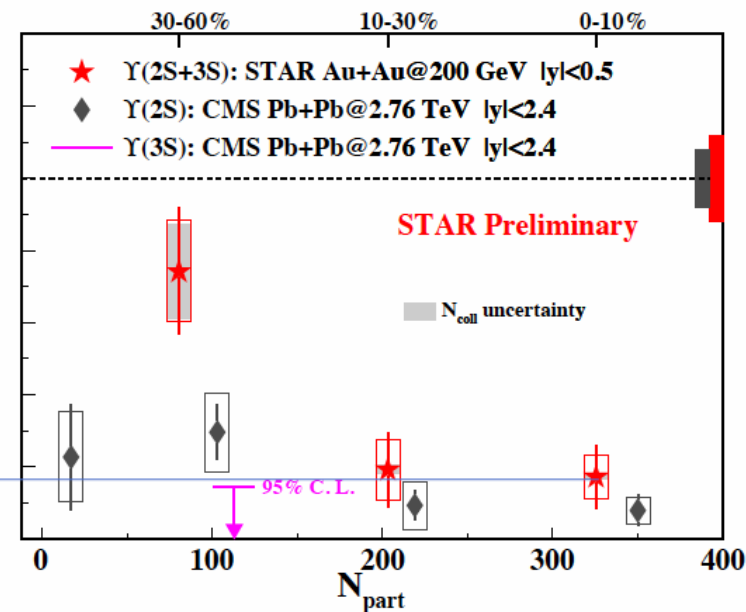 30-60% 10-30% 0-10%
ϒ(2S+3S): STAR Au+Au@200 GeV |y|<0.5
ϒ(2S): CMS Pb+Pb@2.76 TeV |y|<2.4
ϒ(3S): CMS Pb+Pb@2.76 TeV |y|<2.4
STAR Preliminary
Ncoll uncertainty
95% C.L.
0 100 200 300 400
Npart